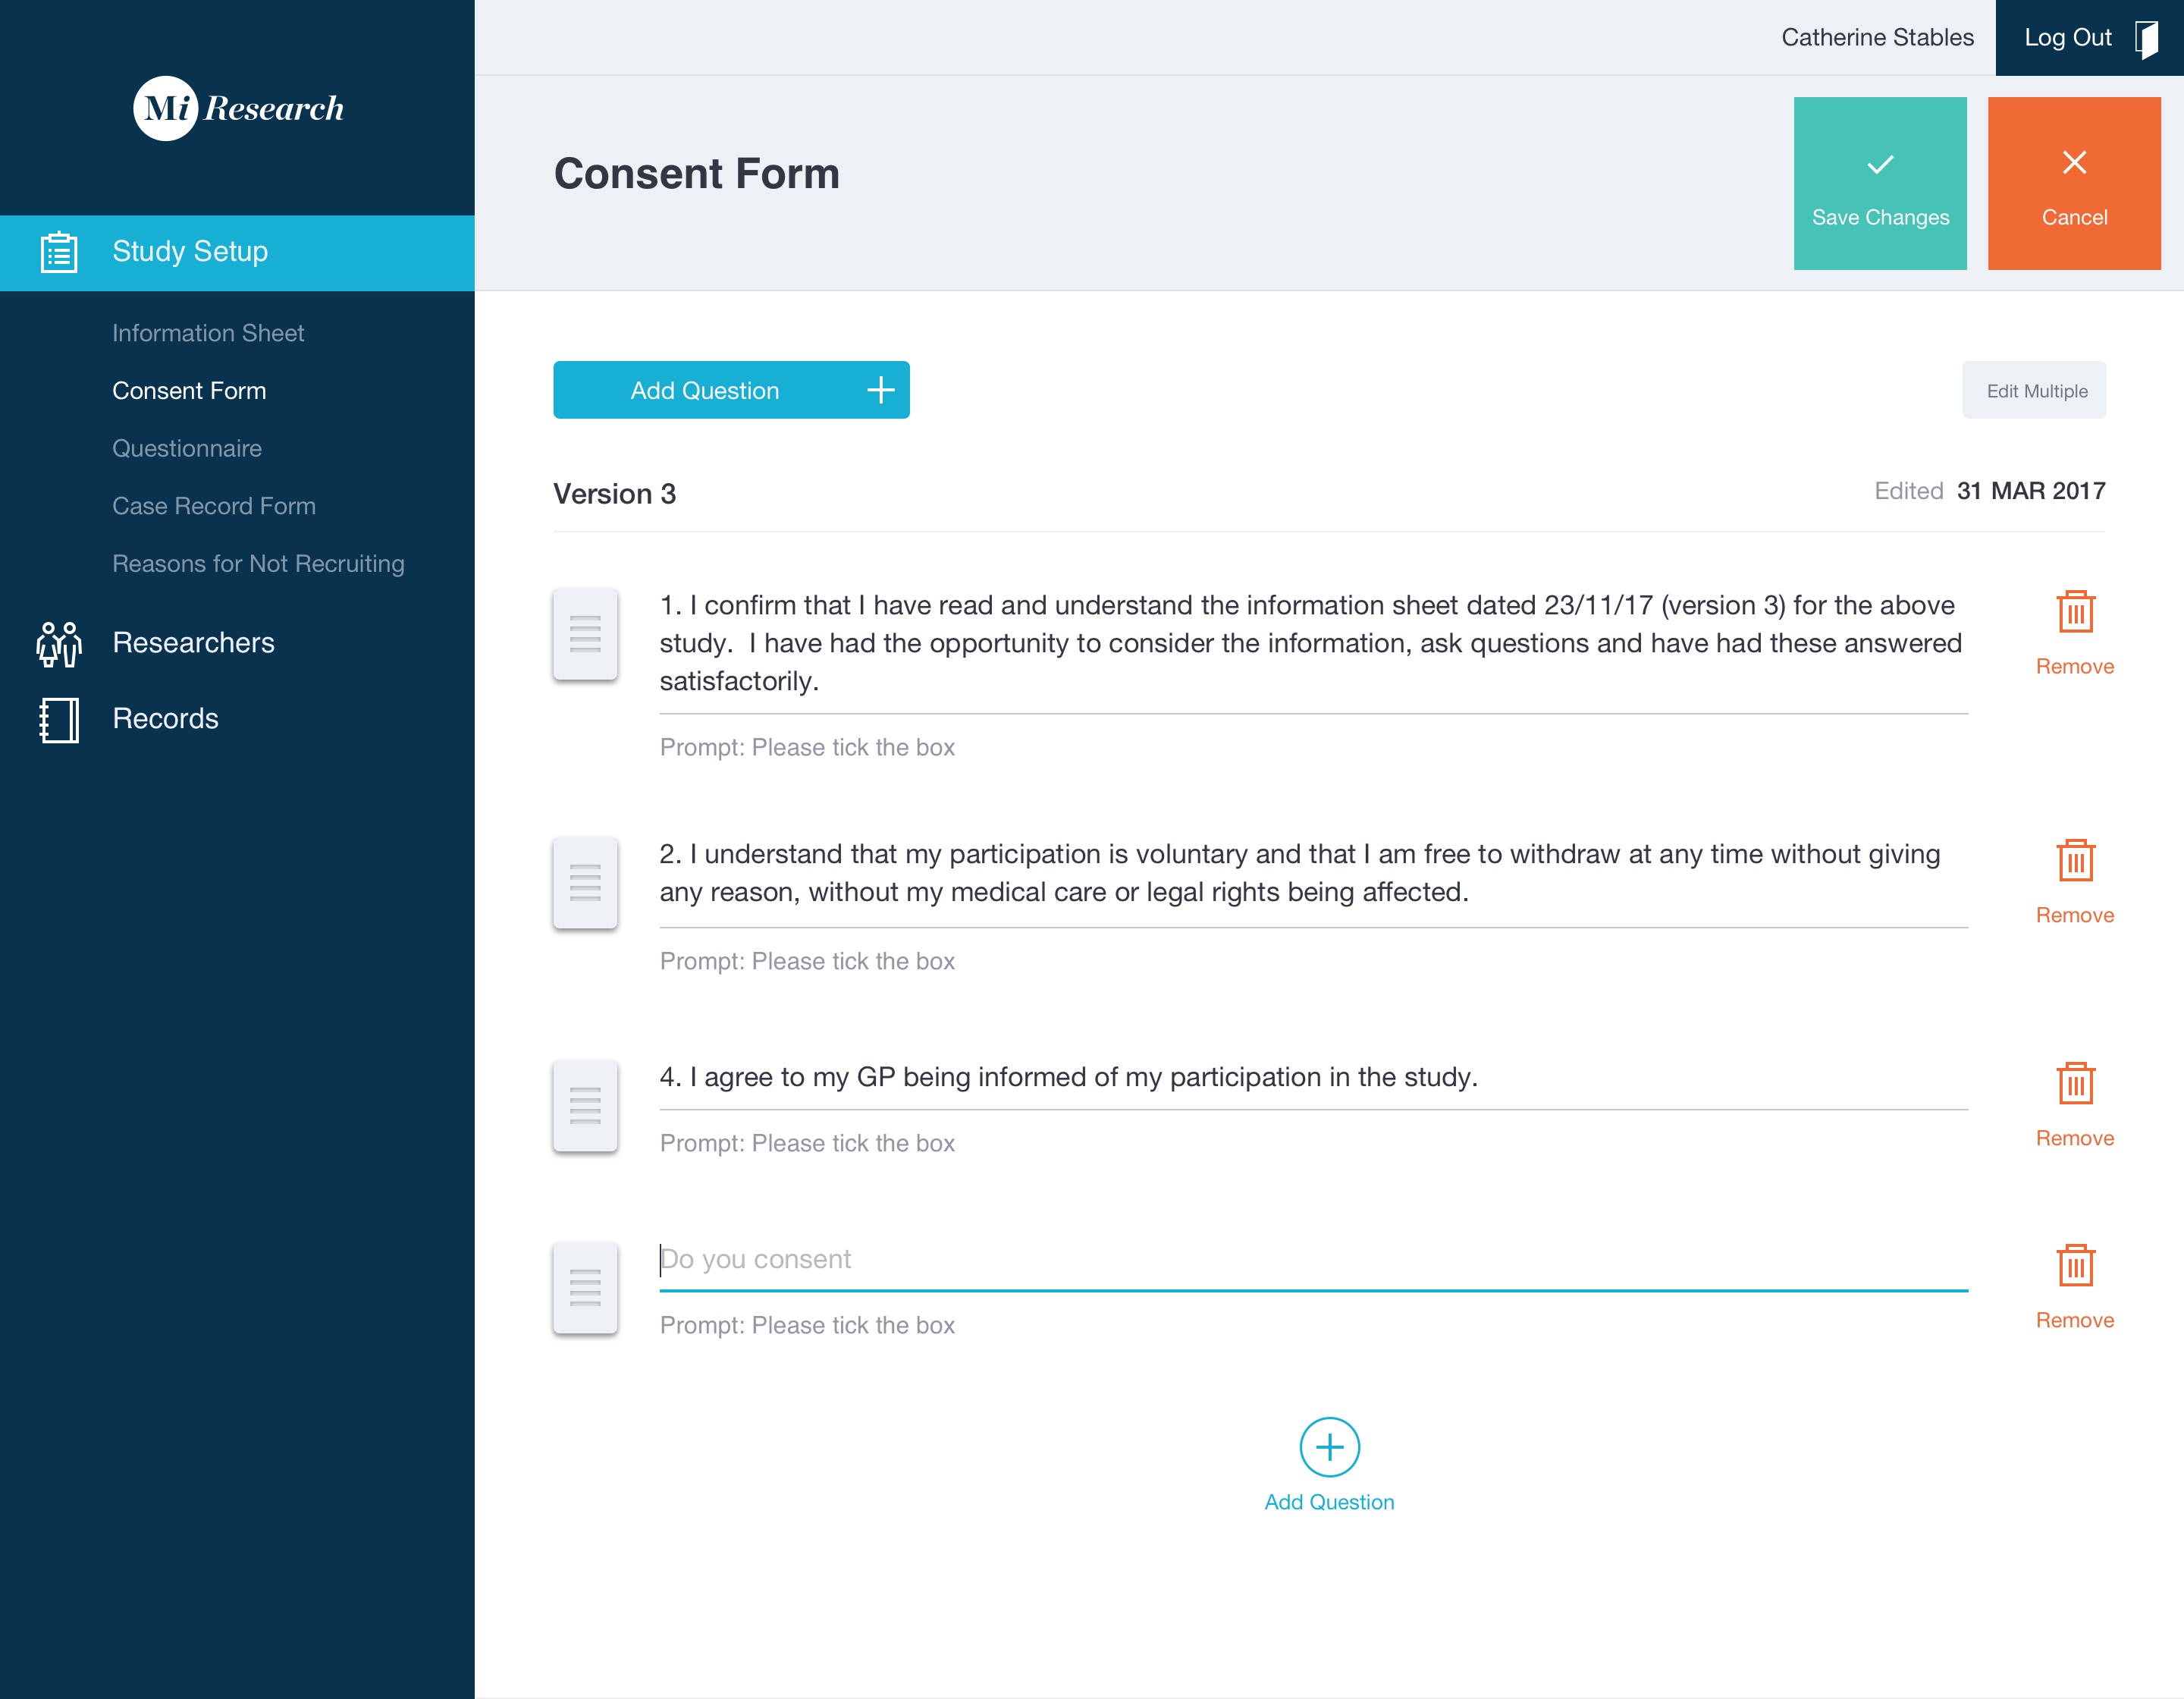 Catherine Stables
Log Out
Mi Research
Consent Form
Save Changes
Cancel
Study Setup
Information Sheet
Consent Form
Questionnaire
Case Record Form
Reasons for Not Recruiting
Researchers
Records
Add Question
Edit Multiple
Version 3
Edited 31 MAR 2017
1. I confirm that I have read and understand the information sheet dated 23/11/17 (version 3) for the above
study.  I have had the opportunity to consider the information, ask questions and have had these answered
satisfactorily.
Remove
Prompt: Please tick the box
2. I understand that my participation is voluntary and that I am free to withdraw at any time without giving
any reason, without my medical care or legal rights being affected.
Remove
Prompt: Please tick the box
4. I agree to my GP being informed of my participation in the study.
Remove
Prompt: Please tick the box
Do you consent
Remove
Prompt: Please tick the box
Add Question